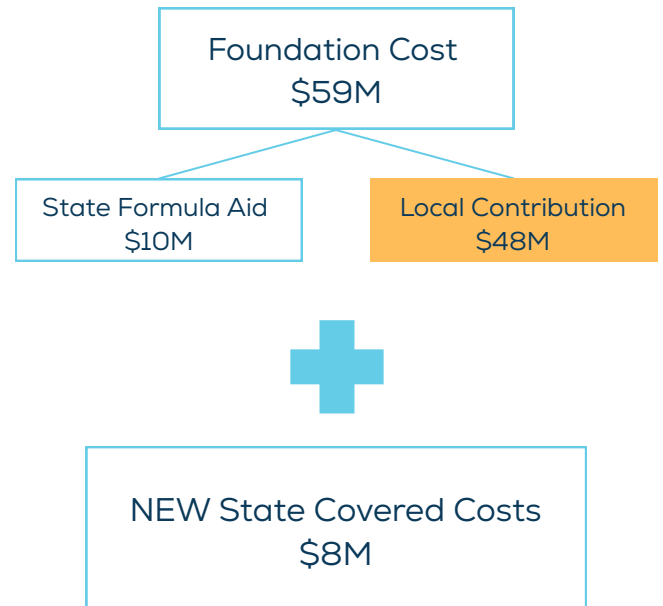 Foundation Cost
$59M
State Formula Aid
$10M
Local Contribution
$48M
NEW State Covered Costs
$8M